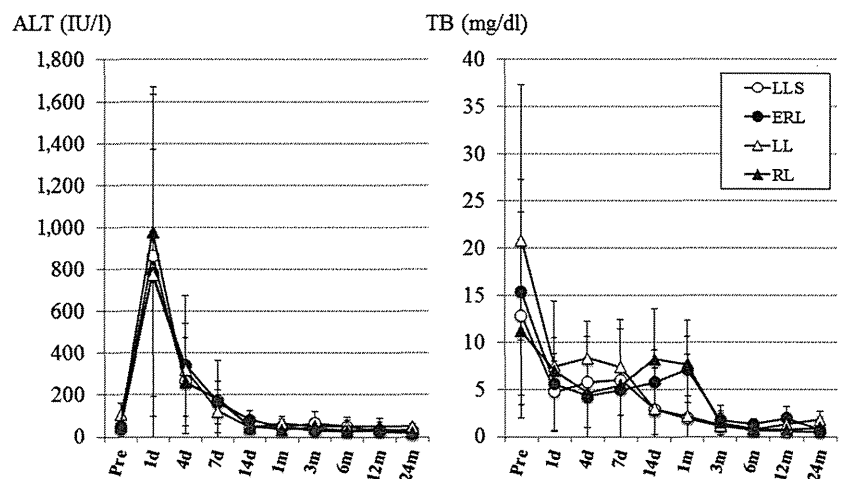 ALT (IU/l)
1,800
1,600
1,400
1,200
1,000
800
600
400
200
0
Pre
1d
4d
7d
14d
1m
3m
6m
12m
24m
TB (mg/dl)
40
35
30
25
20
15
10
5
0
LLS
ERL
LL
RL
Pre
1d
4d
7d
14d
1m
3m
6m
12m
24m